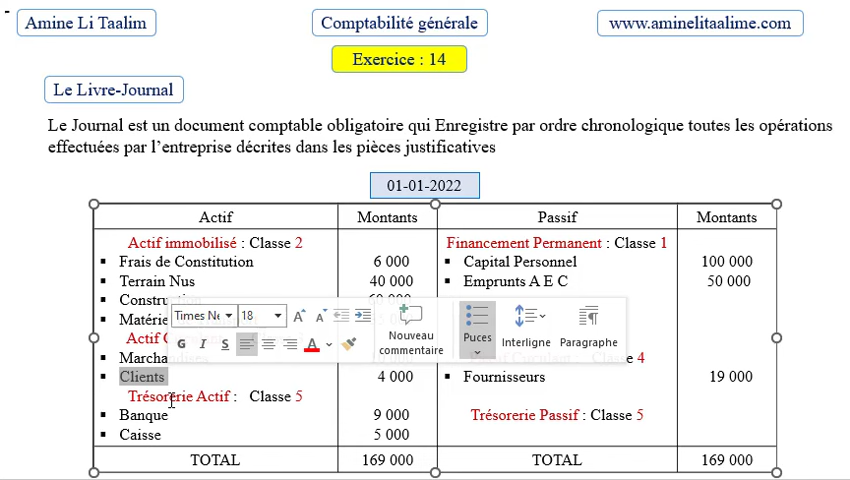 Amine Li Taalim
Comptabilité générale
www.aminelitaalime.com
Exercice : 14
Le Livre-Journal
Le Journal est un document comptable obligatoire qui Enregistre par ordre chronologique toutes les opérations
effectuées par l’entreprise décrites dans les pièces justificatives
01-01-2022
Actif Montants Passif Montants
Actif immobilisé : Classe 2 Financement Permanent : Classe 1
Frais de Constitution 6 000 Capital Personnel 100 000
Terrain Nus 40 000 Emprunts A E C 50 000
Times Ne 18
Nouveau
commentaire
Puces
Interligne
Paragraphe
G I S A
Marchandises 4
Clients 4 000 Fournisseurs 19 000
Trésorerie Actif : Classe 5
Banque 9 000 Trésorerie Passif : Classe 5
Caisse 5 000
TOTAL 169 000 TOTAL 169 000